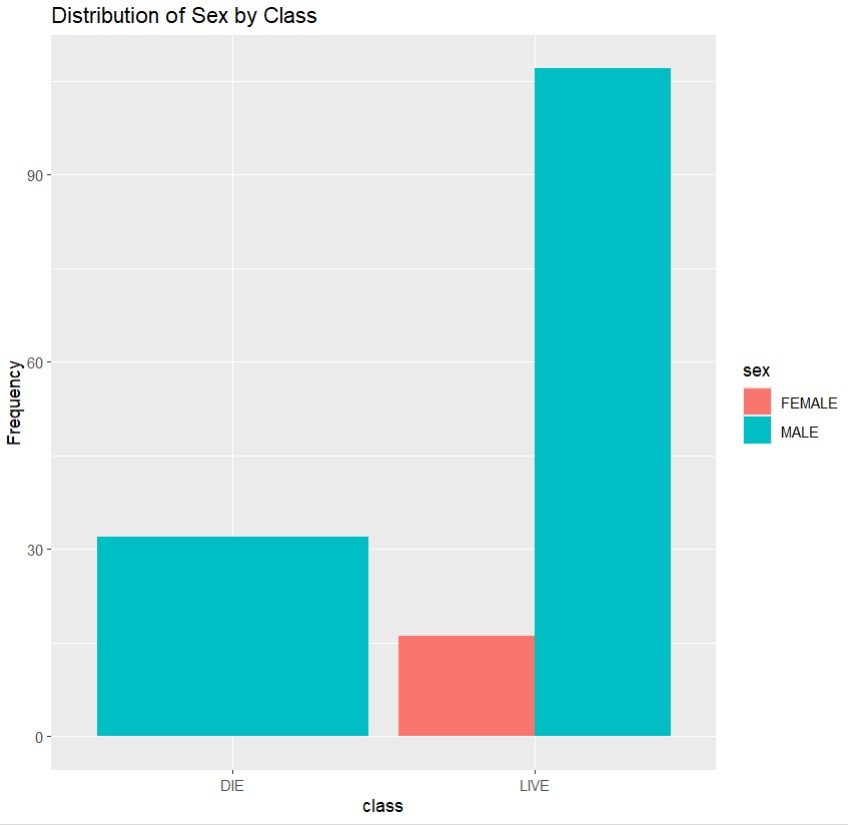 Distribution of Sex by Class
90
60
30
0
Frequency
DIE
LIVE
class
sex
FEMALE
MALE